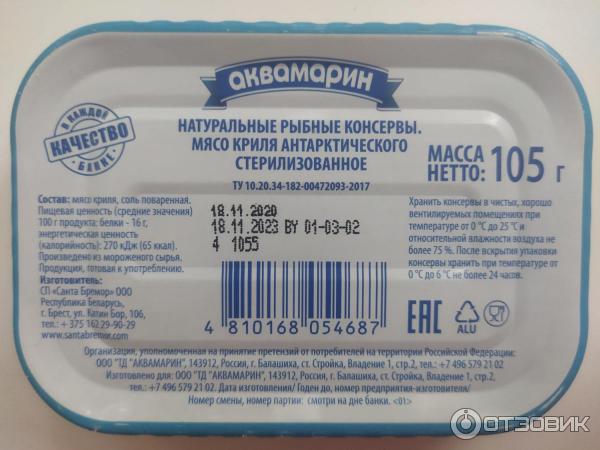 аквамарин
В КАЖДОЙ
КАЧЕСТВО
БАНКЕ
НАТУРАЛЬНЫЕ РЫБНЫЕ КОНСЕРВЫ.
МЯСО КРИЛЯ АНТАРКТИЧЕСКОГО
СТЕРИЛИЗОВАННОЕ
ТУ 10.20.34-182-00472093-2017
МАССА
НЕТТО: 105 г
Состав: мясо криля, соль поваренная.
Пищевая ценность (средние значения)
100 г продукта: белки - 16 г,
энергетическая ценность
(калорийность): 270 кДж (65 ккал).
Произведено из мороженого сырья.
Продукция, готовая к употреблению.
Изготовитель:
СП «Санта Бремор» ООО
Республика Беларусь,
г. Брест, ул. Катин Бор, 106,
тел. + 375 162 29-90-29
www.santabremor.com
18.11.2020
18.11.2023 BY 01-03-02
4 1055
4 810168 054687
Хранить консервы в чистых, хорошо
вентилируемых помещениях при
температуре от 0 °С до 25 °С и
относительной влажности воздуха не
более 75 %. После вскрытия упаковки
консервы хранить при температуре от
0 °С до 6 °С не более 24 часов.
EAC
ALU
Организация, уполномоченная на принятие претензий от потребителей на территории Российской Федерации:
ООО "ТД "АКВАМАРИН", 143912, Россия, г. Балашиха, ст. Стройка, Владение 1, стр.2, тел.: +7 496 579 21 02
Изготовлено для: ООО "ТД "АКВАМАРИН", 143912, Россия, г. Балашиха, ст. Стройка, Владение 1, стр.2,
тел.: +7 496 579 21 02. Дата изготовления/ Годен до, номер предприятия-изготовителя/
Номер смены, номер партии: смотри на дне банки. <01>
ОТЗОВИК